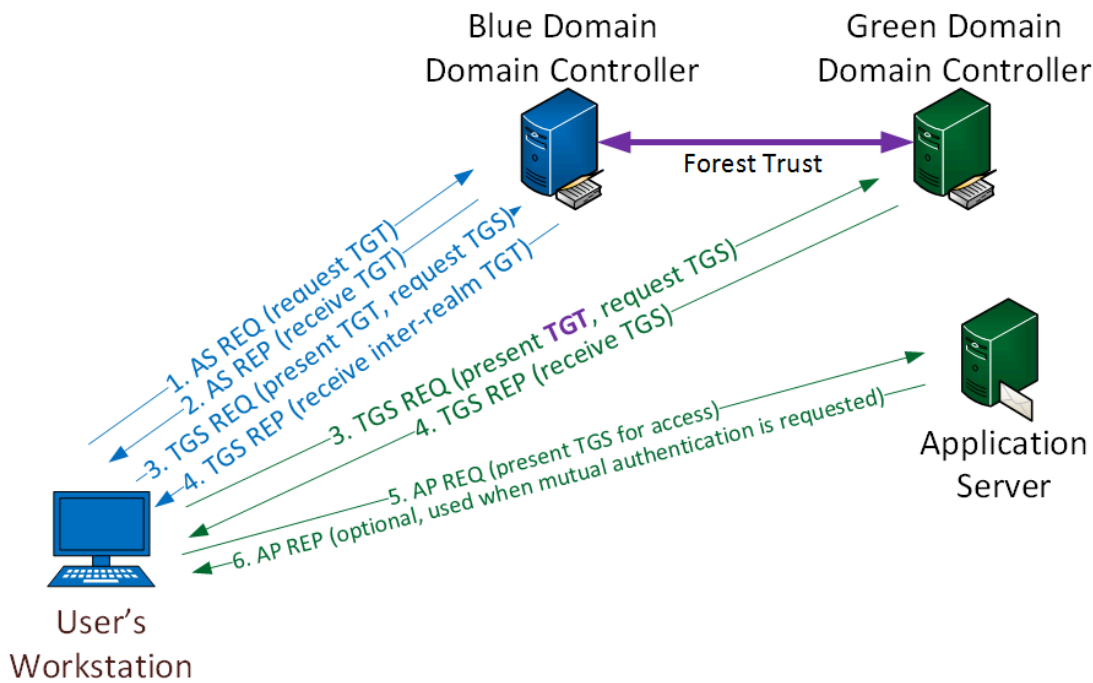 Blue Domain
Domain Controller
Green Domain
Domain Controller
Forest Trust
1. AS REQ (request TGT)
2. AS REP (receive TGT)
3. TGS REQ (present TGT, request TGS)
4. TGS REP (receive inter-realm TGT)
3. TGS REQ (present TGT, request TGS)
4. TGS REP (receive TGS)
5. AP REQ (present TGS for access)
6. AP REP (optional, used when mutual authentication is requested)
Application
Server
User's
Workstation